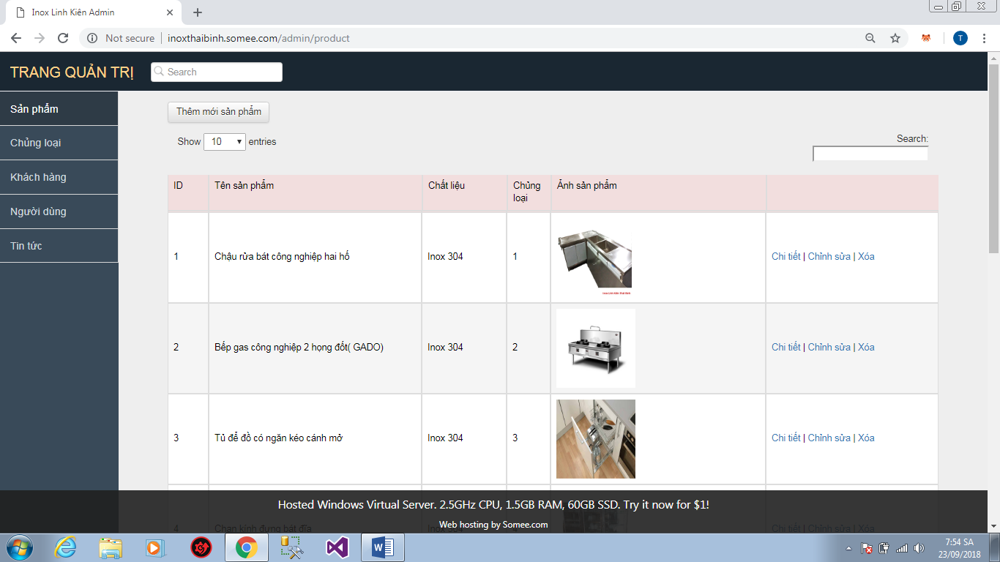 Inox Linh Kiên Admin
Not secure
inoxthaibinh.somee.com/admin/product
T
TRANG QUẢN TRỊ
Search
Sản phẩm
Chủng loại
Khách hàng
Người dùng
Tin tức
Thêm mới sản phẩm
Show 10 entries
Search:
ID Tên sản phẩm Chất liệu Chủng loại Ảnh sản phẩm
1 Chậu rửa bát công nghiệp hai hố Inox 304 1 Chi tiết | Chỉnh sửa | Xóa
Inox Linh Kiên Thái Bình
2 Bếp gas công nghiệp 2 họng đốt( GADO) Inox 304 2 Chi tiết | Chỉnh sửa | Xóa
3 Tủ để đồ có ngăn kéo cánh mở Inox 304 3 Chi tiết | Chỉnh sửa | Xóa
4 Chạn kính đựng bát đĩa Inox 304 4 Chi tiết | Chỉnh sửa | Xóa
Hosted Windows Virtual Server. 2.5GHz CPU, 1.5GB RAM, 60GB SSD. Try it now for $1!
Web hosting by Somee.com
7:54 SA
23/09/2018